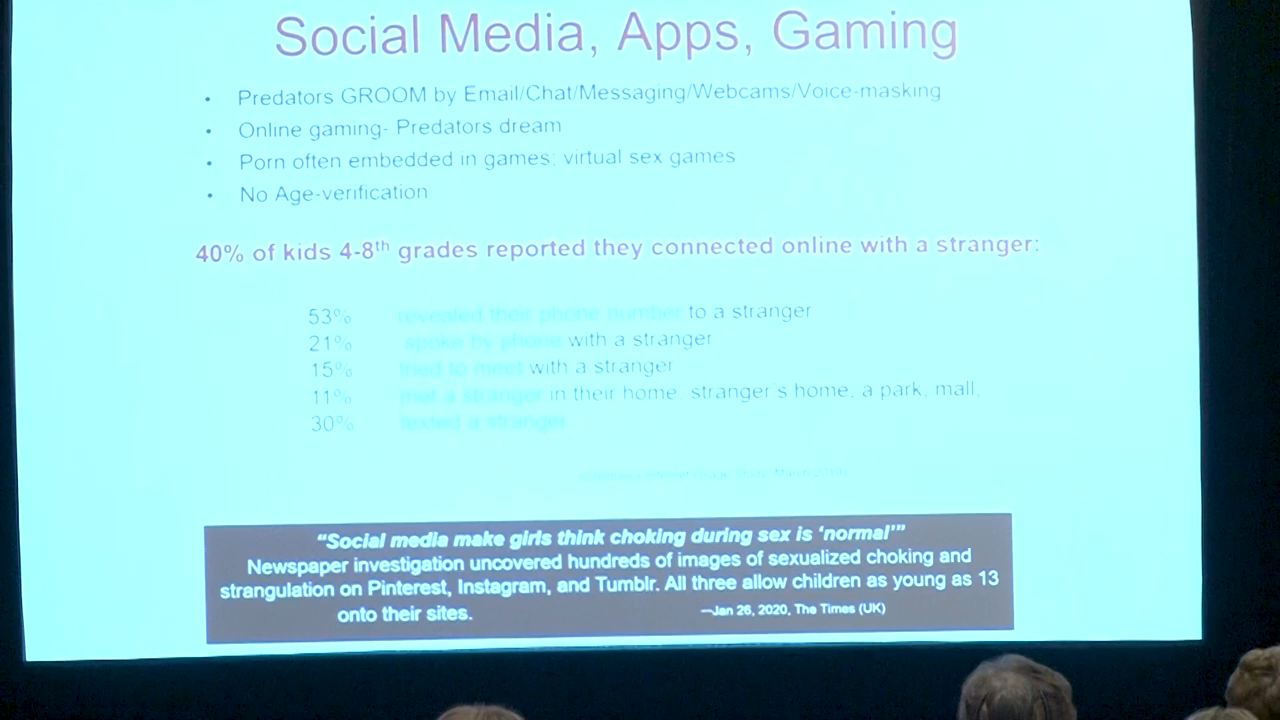 Social Media, Apps, Gaming
• Predators GROOM by Email/Chat/Messaging/Webcams/Voice-masking
• Online gaming- Predators dream
• Porn often embedded in games; virtual sex games
• No Age-verification
40% of kids 4-8th grades reported they connected online with a stranger:
53% revealed their phone number to a stranger
21% spoke by phone with a stranger
15% tried to meet with a stranger
11% met a stranger in their home, stranger's home, a park, mall,
30% texted a stranger
“Social media make girls think choking during sex is ‘normal’”
Newspaper investigation uncovered hundreds of images of sexualized choking and
strangulation on Pinterest, Instagram, and Tumblr. All three allow children as young as 13
onto their sites. —Jan 26, 2020, The Times (UK)